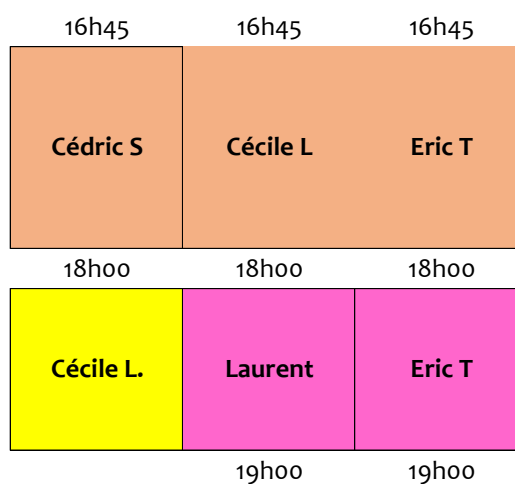 16h45 16h45 16h45
Cédric S Cécile L Eric T
18h00 18h00 18h00
Cécile L. Laurent Eric T
19h00 19h00